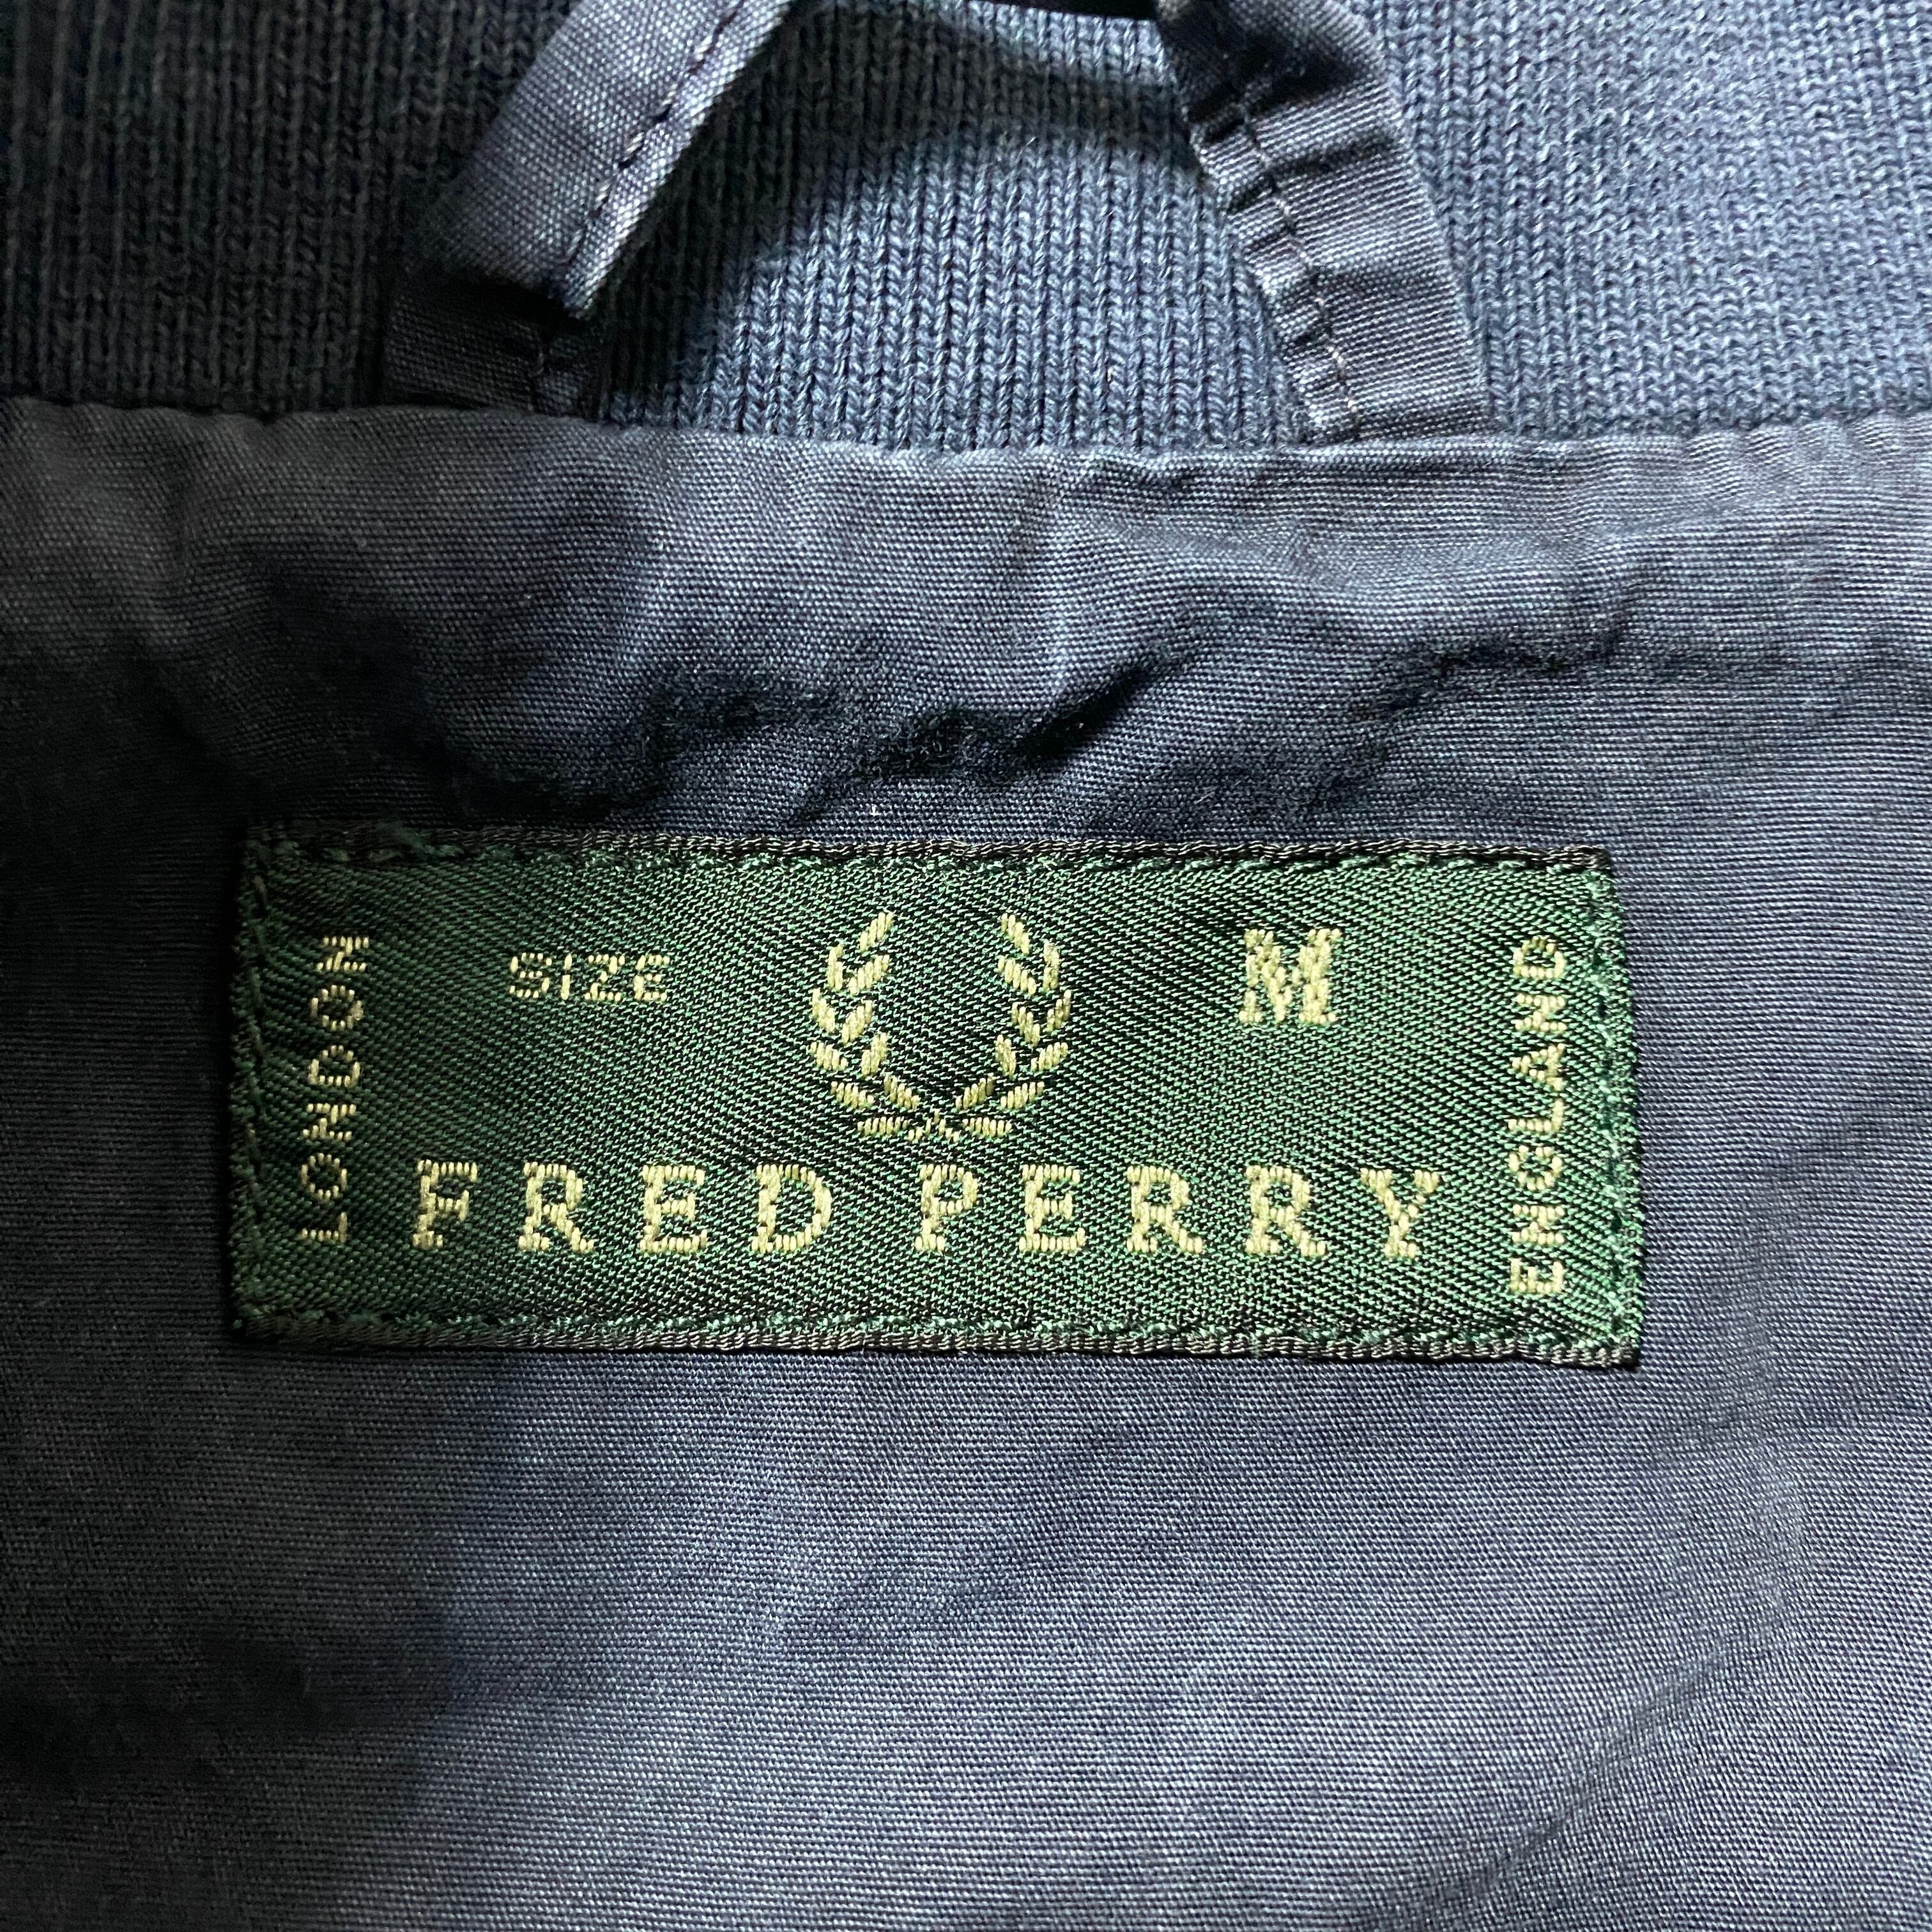 LONDON
SIZE M
FRED PERRY
ENGLAND